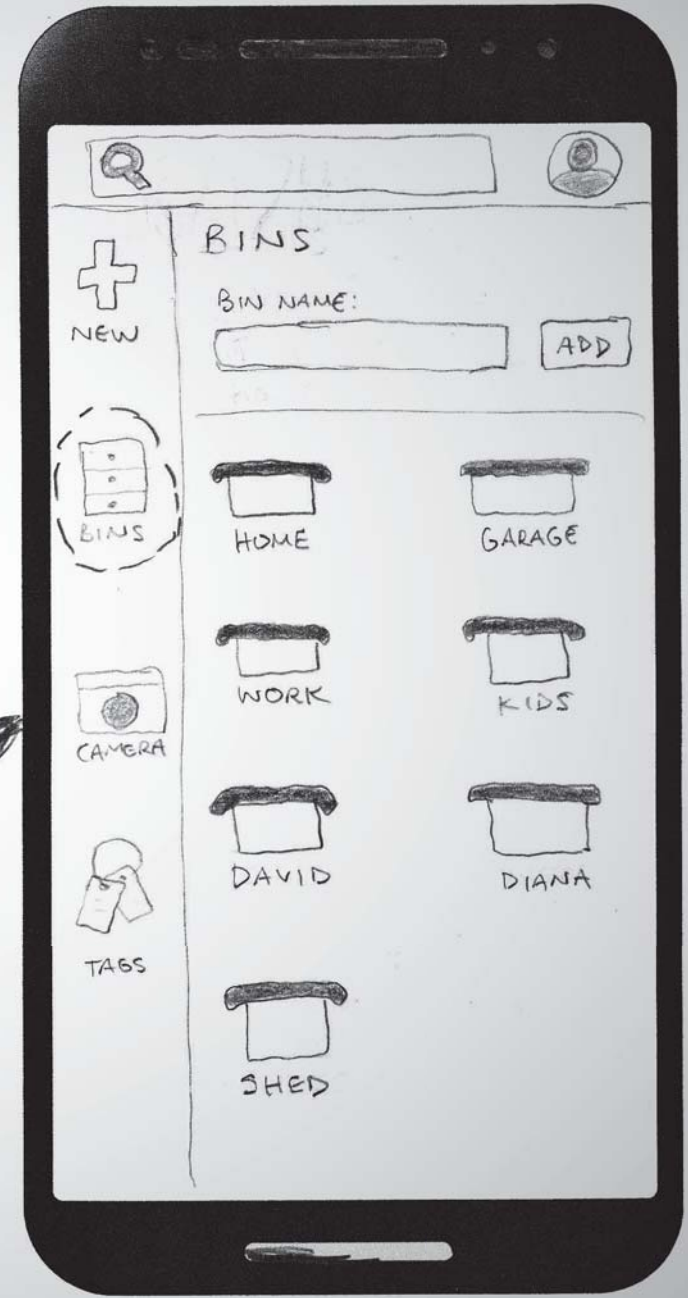 NEW
BINS
CAMERA
TAGS
BINS
BIN NAME:
ADD
HOME
GARAGE
WORK
KIDS
DAVID
DIANA
SHED